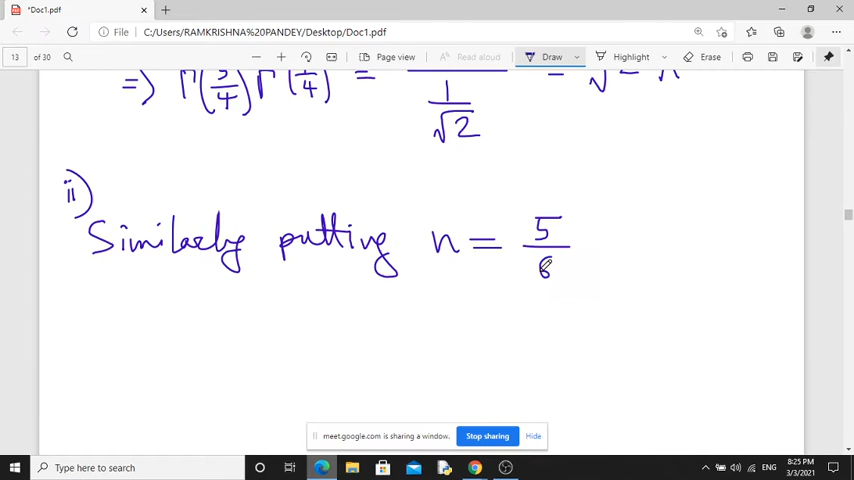 *Doc1.pdf
File C:/Users/RAMKRISHNA%20PANDEY/Desktop/Doc1.pdf
13 of 30 Page view Read aloud Draw Highlight Erase
=> Γ(3/4) Γ(1/4) = 1/√2 =
ii)
Similarly putting n = 5/6
meet.google.com is sharing a window. Stop sharing Hide
Type here to search
ENG
8:25 PM
3/3/2021